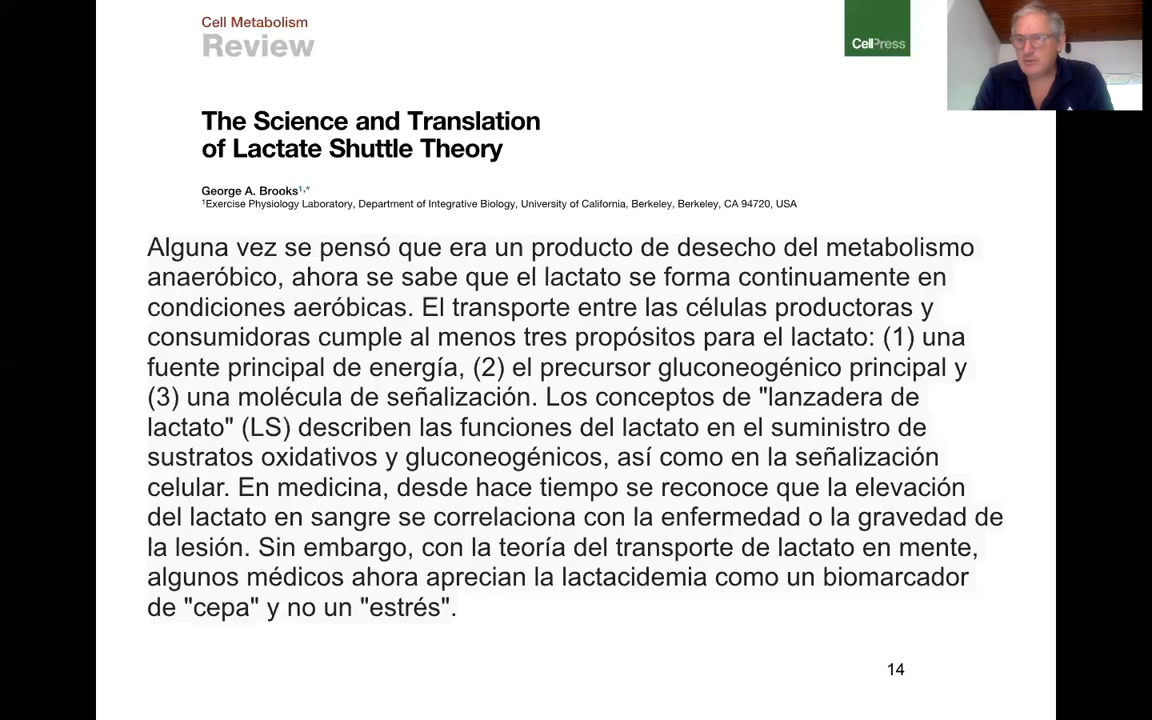 Cell Metabolism
Review
CellPress
The Science and Translation
of Lactate Shuttle Theory
George A. Brooks1,*
1Exercise Physiology Laboratory, Department of Integrative Biology, University of California, Berkeley, Berkeley, CA 94720, USA
Alguna vez se pensó que era un producto de desecho del metabolismo
anaeróbico, ahora se sabe que el lactato se forma continuamente en
condiciones aeróbicas. El transporte entre las células productoras y
consumidoras cumple al menos tres propósitos para el lactato: (1) una
fuente principal de energía, (2) el precursor gluconeogénico principal y
(3) una molécula de señalización. Los conceptos de "lanzadera de
lactato" (LS) describen las funciones del lactato en el suministro de
sustratos oxidativos y gluconeogénicos, así como en la señalización
celular. En medicina, desde hace tiempo se reconoce que la elevación
del lactato en sangre se correlaciona con la enfermedad o la gravedad de
la lesión. Sin embargo, con la teoría del transporte de lactato en mente,
algunos médicos ahora aprecian la lactacidemia como un biomarcador
de "cepa" y no un "estrés".
14